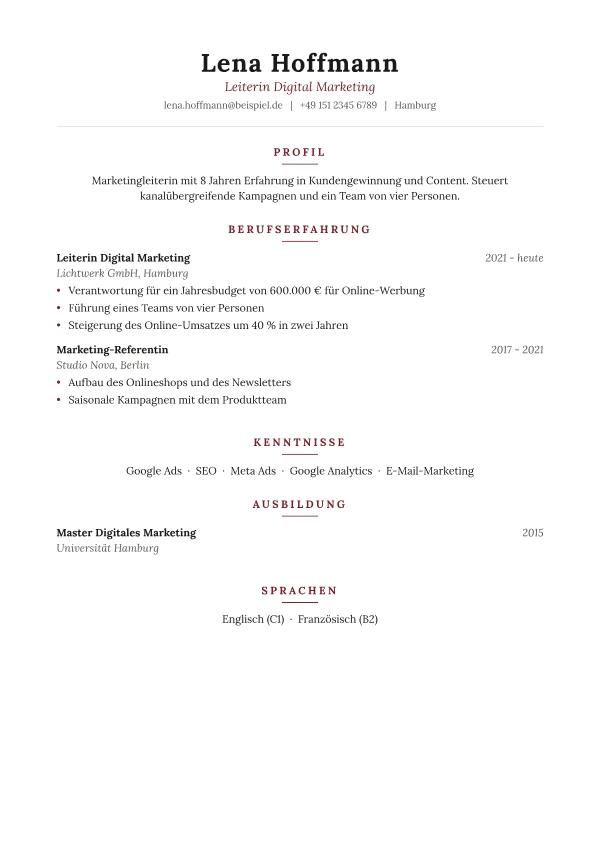 Lena Hoffmann
Leiterin Digital Marketing
lena.hoffmann@beispiel.de | +49 151 2345 6789 | Hamburg
PROFIL
Marketingleiterin mit 8 Jahren Erfahrung in Kundengewinnung und Content. Steuert
kanalübergreifende Kampagnen und ein Team von vier Personen.
BERUFSERFAHRUNG
Leiterin Digital Marketing 2021 - heute
Lichtwerk GmbH, Hamburg
• Verantwortung für ein Jahresbudget von 600.000 € für Online-Werbung
• Führung eines Teams von vier Personen
• Steigerung des Online-Umsatzes um 40 % in zwei Jahren
Marketing-Referentin 2017 - 2021
Studio Nova, Berlin
• Aufbau des Onlineshops und des Newsletters
• Saisonale Kampagnen mit dem Produktteam
KENNTNISSE
Google Ads · SEO · Meta Ads · Google Analytics · E-Mail-Marketing
AUSBILDUNG
Master Digitales Marketing 2015
Universität Hamburg
SPRACHEN
Englisch (C1) · Französisch (B2)